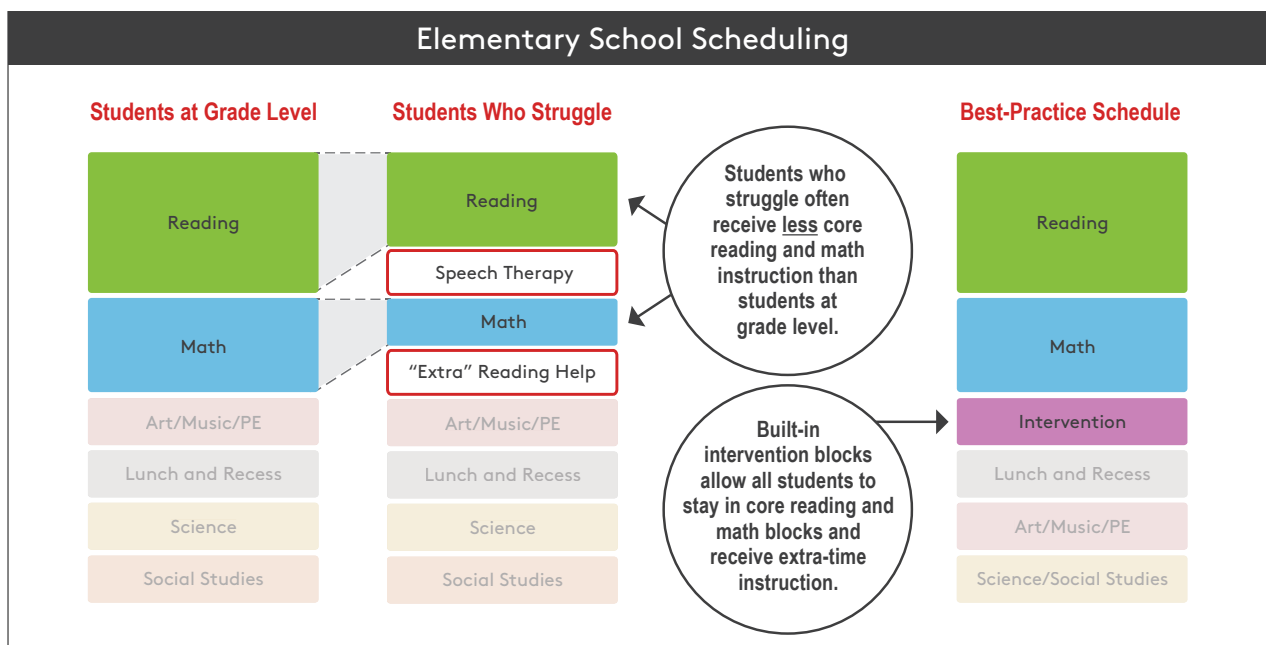 Elementary School Scheduling
Students at Grade Level
Reading
Math
Art/Music/PE
Lunch and Recess
Science
Social Studies
Students Who Struggle
Reading
Speech Therapy
Math
“Extra” Reading Help
Art/Music/PE
Lunch and Recess
Science
Social Studies
Students who
struggle often
receive less core
reading and math
instruction than
students at
grade level.
Built-in
intervention blocks
allow all students to
stay in core reading and
math blocks and
receive extra-time
instruction.
Best-Practice Schedule
Reading
Math
Intervention
Lunch and Recess
Art/Music/PE
Science/Social Studies